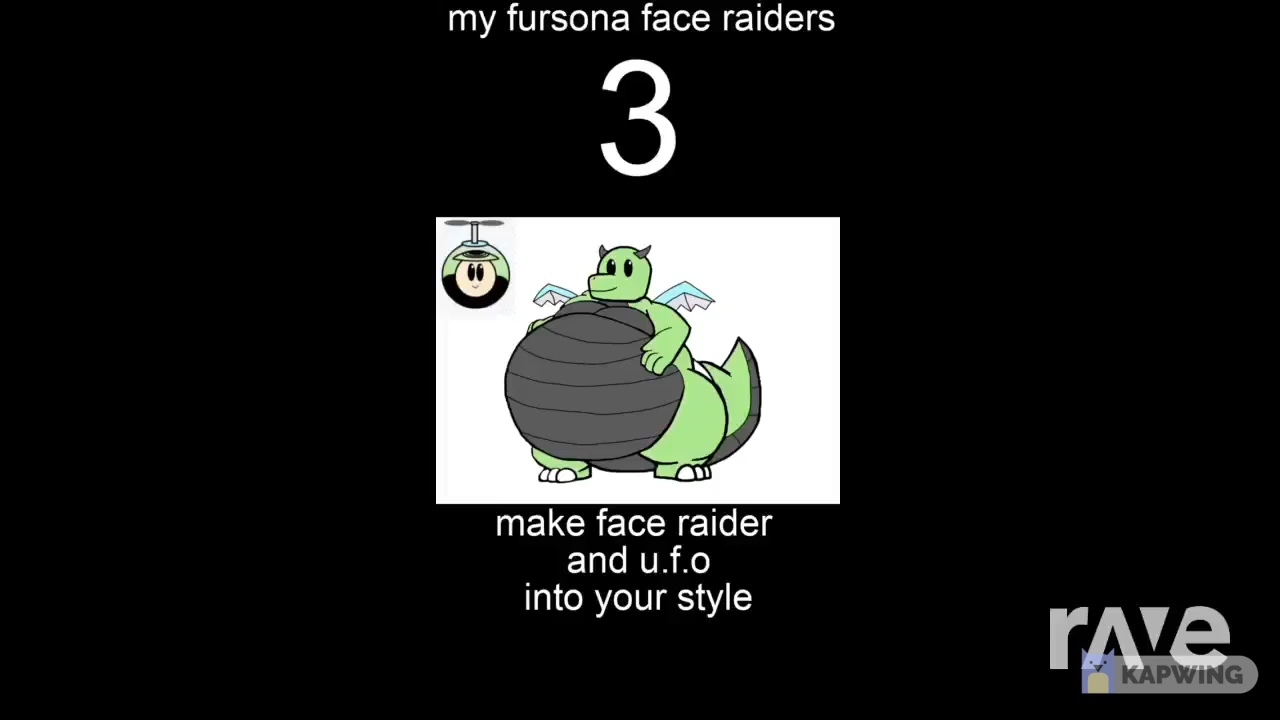 my fursona face raiders
3
make face raider
and u.f.o
into your style
rave
KAPWING